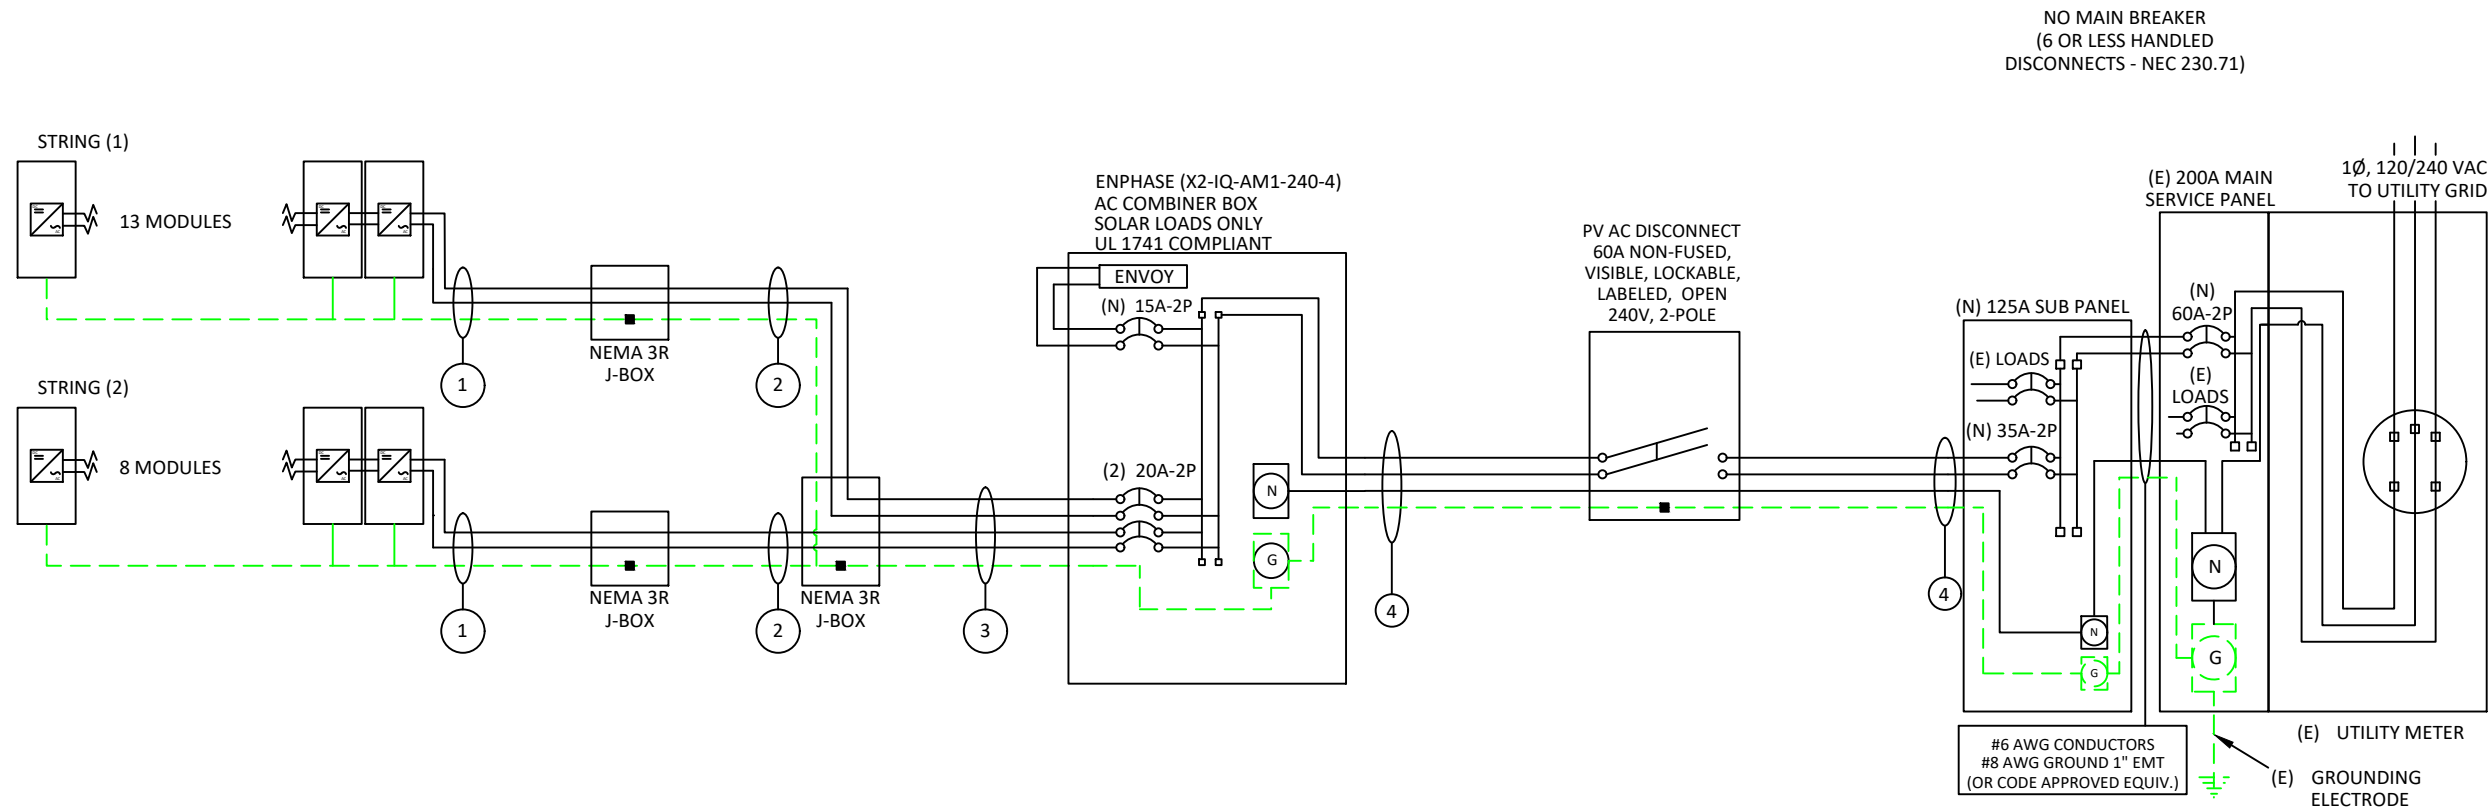 NO MAIN BREAKER
(6 OR LESS HANDLED
DISCONNECTS - NEC 230.71)
STRING (1)
13 MODULES
1
NEMA 3R
J-BOX
2
STRING (2)
8 MODULES
1
NEMA 3R
J-BOX
2
NEMA 3R
J-BOX
3
ENPHASE (X2-IQ-AM1-240-4)
AC COMBINER BOX
SOLAR LOADS ONLY
UL 1741 COMPLIANT
ENVOY
(N) 15A-2P
(2) 20A-2P
N
G
4
PV AC DISCONNECT
60A NON-FUSED,
VISIBLE, LOCKABLE,
LABELED, OPEN
240V, 2-POLE
4
(N) 125A SUB PANEL
(E) LOADS
(N) 35A-2P
N
G
#6 AWG CONDUCTORS
#8 AWG GROUND 1" EMT
(OR CODE APPROVED EQUIV.)
(E) 200A MAIN
SERVICE PANEL
(N)
60A-2P
(E)
LOADS
N
G
1Ø, 120/240 VAC
TO UTILITY GRID
(E) UTILITY METER
(E) GROUNDING
ELECTRODE